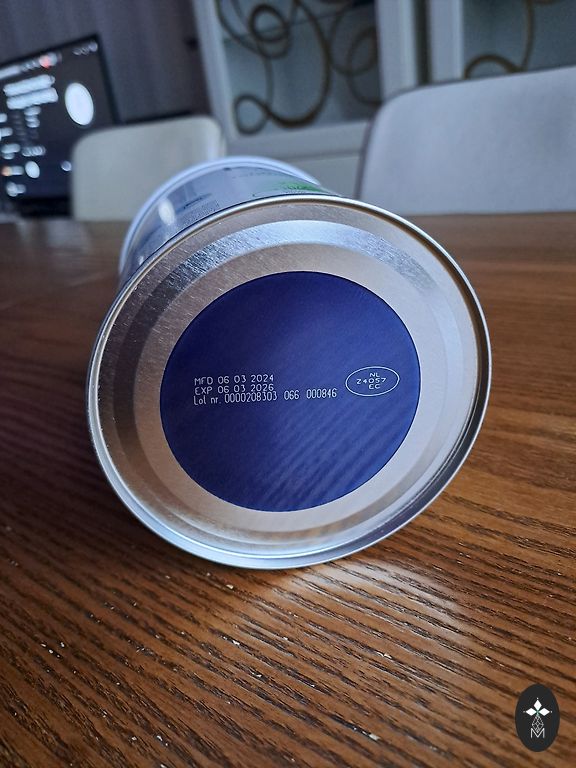 MFD 06 03 2024
EXP 06 03 2026
Lot nr. 0000208303 066 000846
NL
Z4057
EC
M